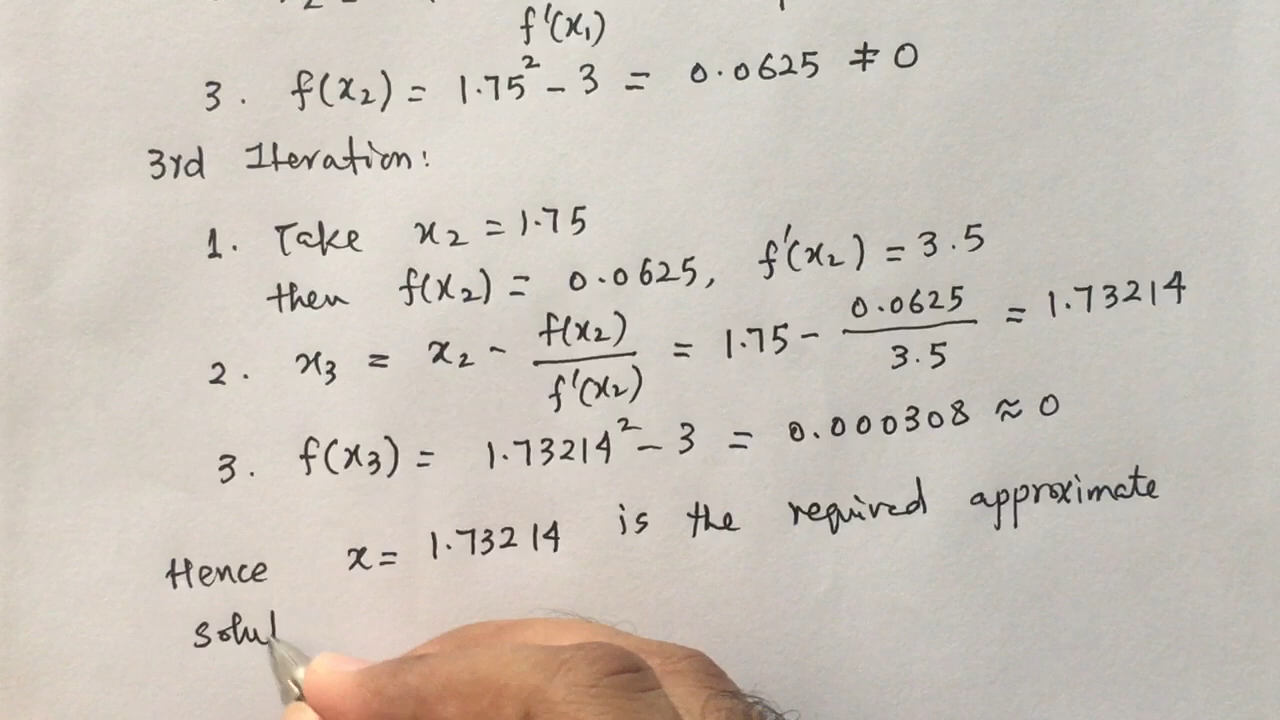 f'(x₁)
3. f(x₂) = 1.75² - 3 = 0.0625 ≠ 0
3rd Iteration:
1. Take x₂ = 1.75
then f(x₂) = 0.0625, f'(x₂) = 3.5
2. x₃ = x₂ - f(x₂)/f'(x₂) = 1.75 - 0.0625/3.5 = 1.73214
3. f(x₃) = 1.73214² - 3 = 0.000308 ≈ 0
Hence x = 1.73214 is the required approximate
solut